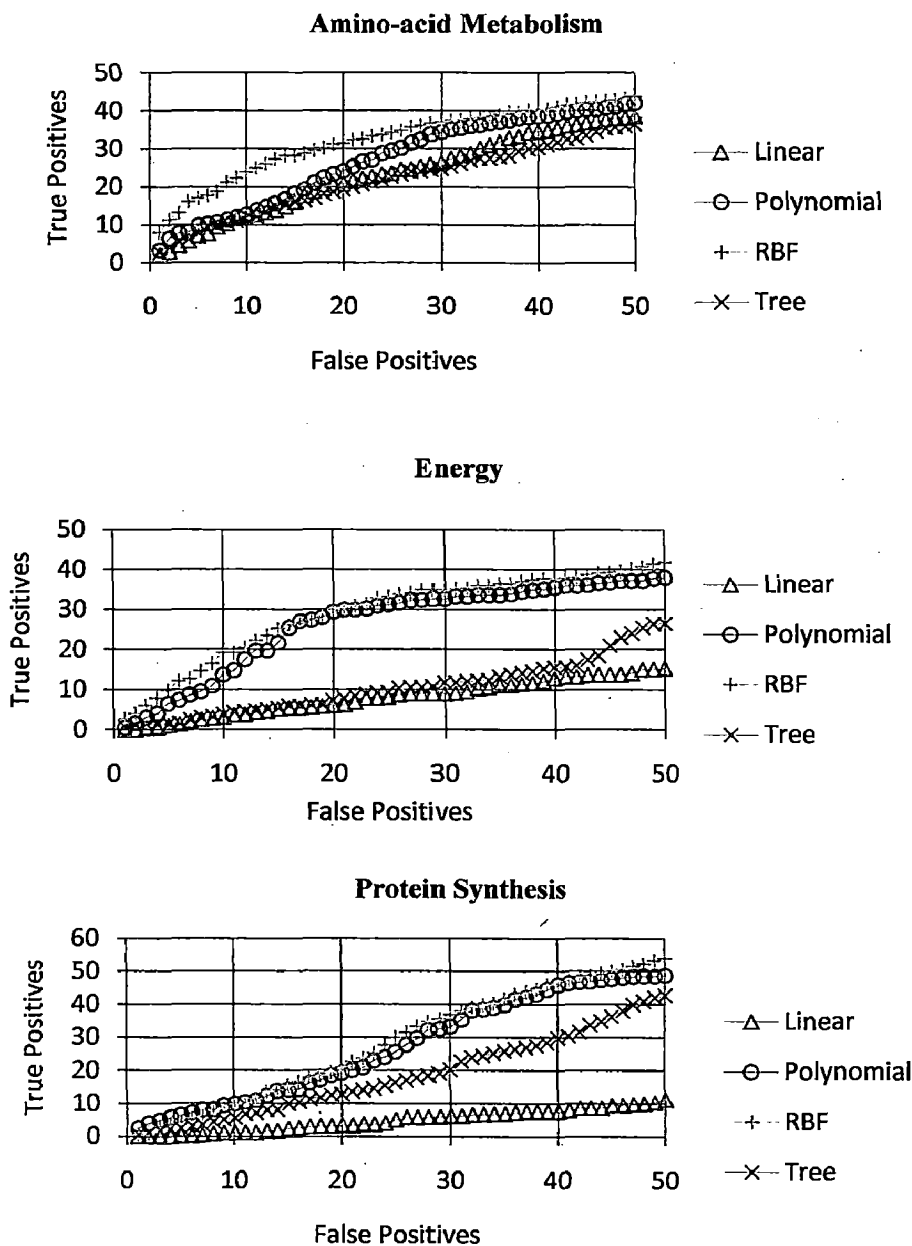 Amino-acid Metabolism
50
40
30
20
10
0
True Positives
0 10 20 30 40 50
False Positives
Linear
Polynomial
RBF
Tree
Energy
50
40
30
20
10
0
True Positives
0 10 20 30 40 50
False Positives
Linear
Polynomial
RBF
Tree
Protein Synthesis
60
50
40
30
20
10
0
True Positives
0 10 20 30 40 50
False Positives
Linear
Polynomial
RBF
Tree